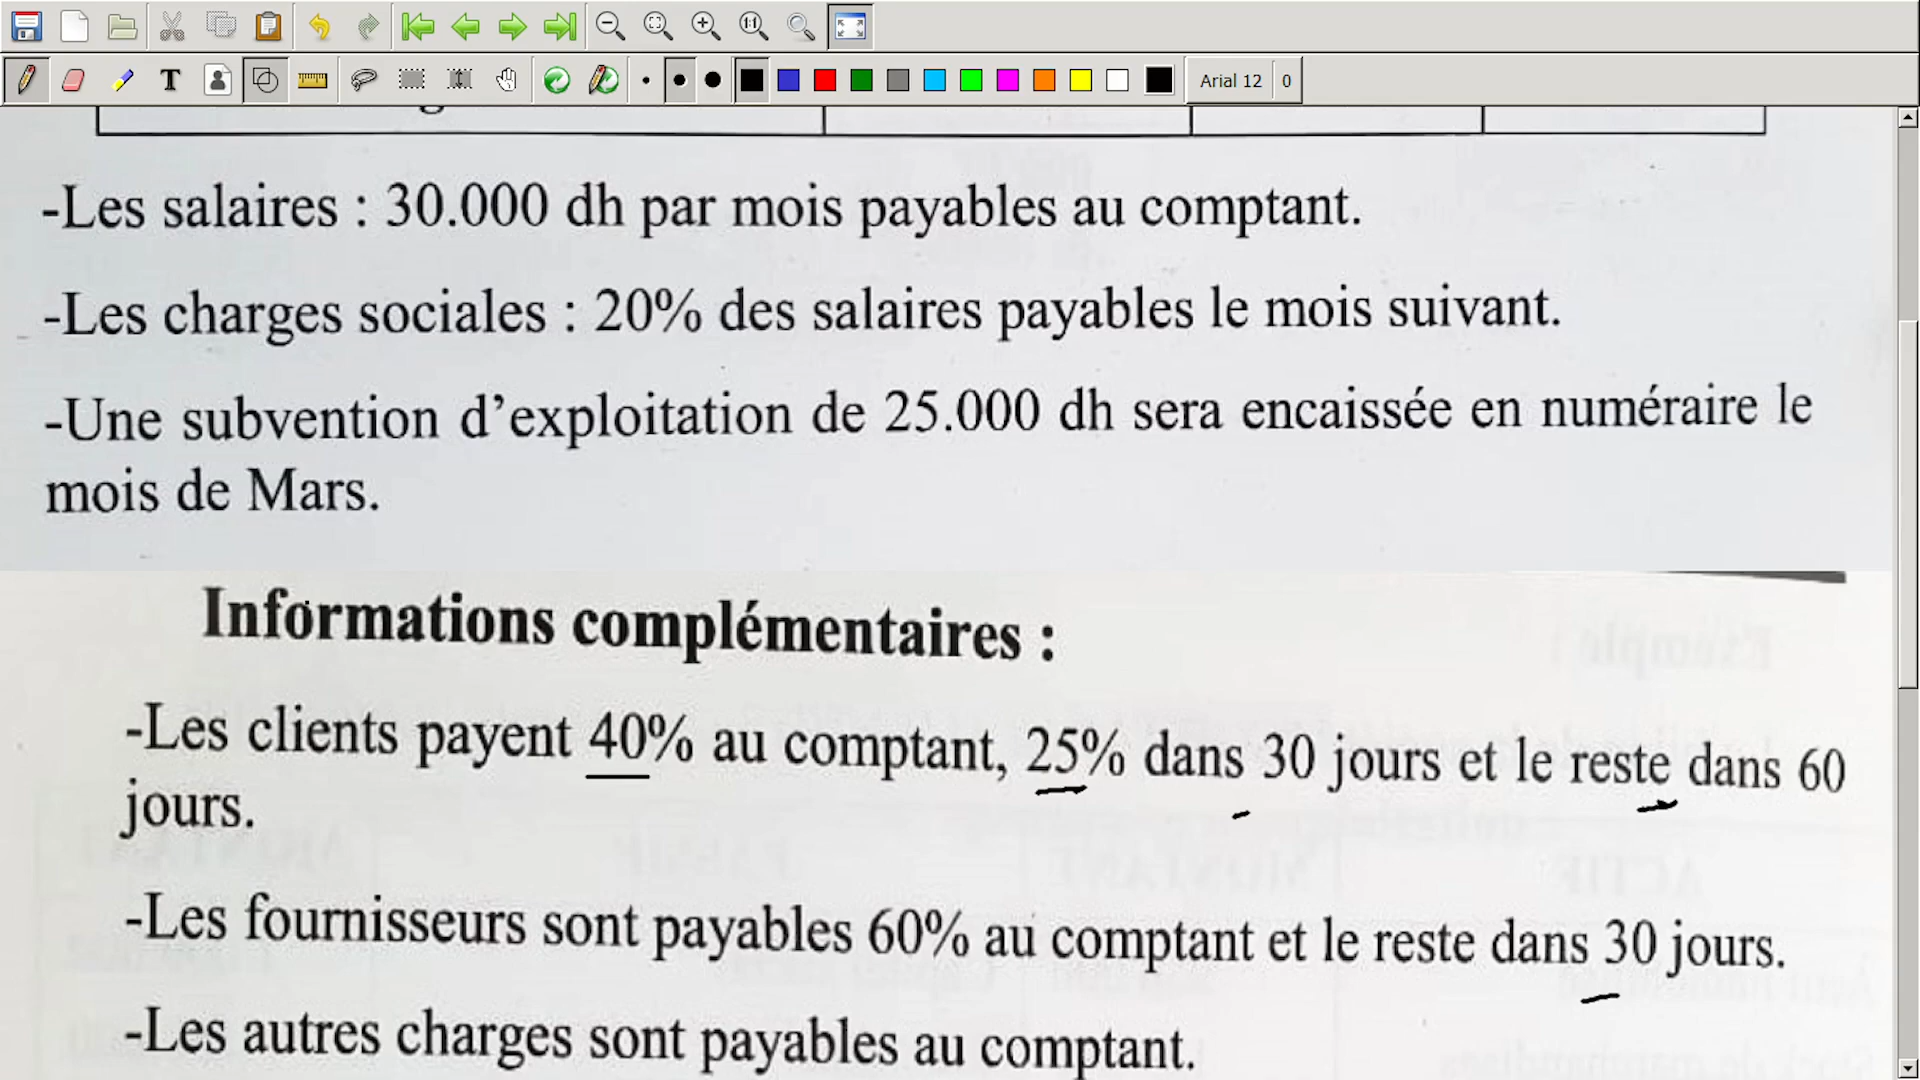 T
1:1
Arial 12
0
-Les salaires : 30.000 dh par mois payables au comptant.
-Les charges sociales : 20% des salaires payables le mois suivant.
-Une subvention d’exploitation de 25.000 dh sera encaissée en numéraire le
mois de Mars.
Informations complémentaires :
-Les clients payent 40% au comptant, 25% dans 30 jours et le reste dans 60
jours.
-Les fournisseurs sont payables 60% au comptant et le reste dans 30 jours.
-Les autres charges sont payables au comptant.